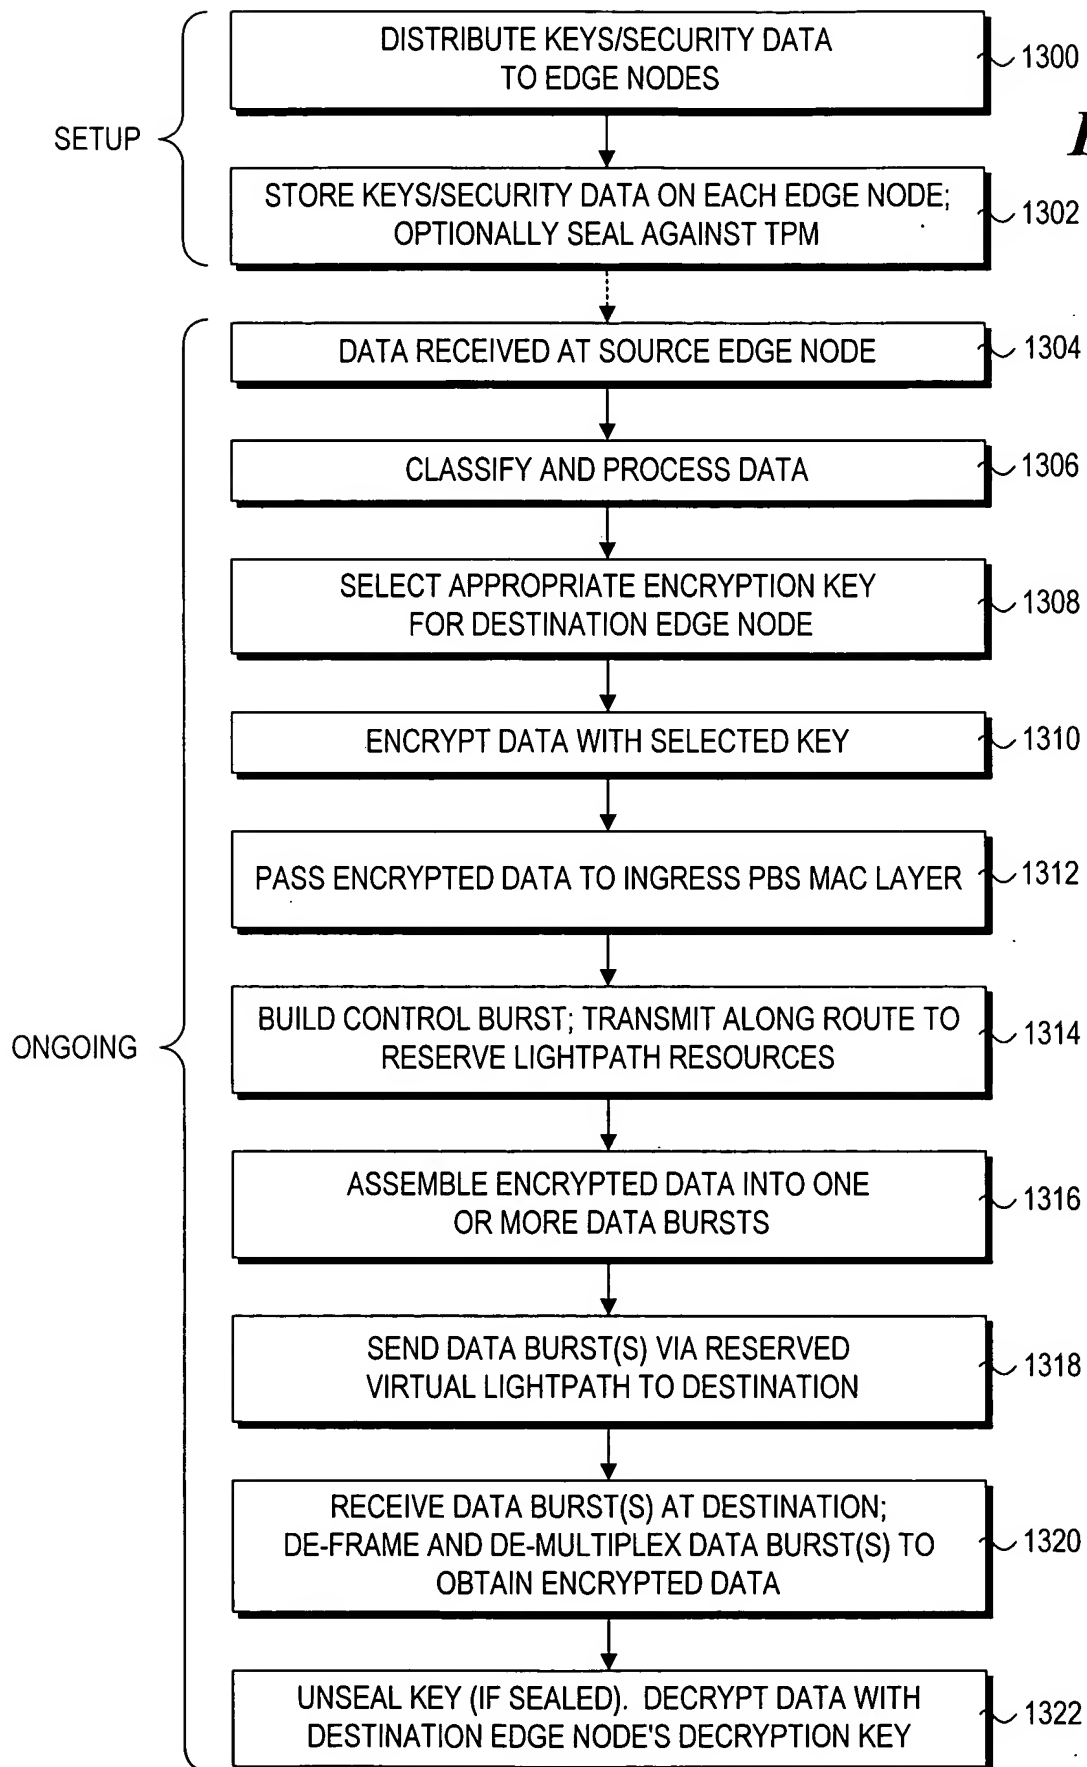 DISTRIBUTE KEYS/SECURITY DATA
TO EDGE NODES
1300
SETUP
STORE KEYS/SECURITY DATA ON EACH EDGE NODE;
OPTIONALLY SEAL AGAINST TPM
1302
DATA RECEIVED AT SOURCE EDGE NODE
1304
CLASSIFY AND PROCESS DATA
1306
SELECT APPROPRIATE ENCRYPTION KEY
FOR DESTINATION EDGE NODE
1308
ENCRYPT DATA WITH SELECTED KEY
1310
PASS ENCRYPTED DATA TO INGRESS PBS MAC LAYER
1312
ONGOING
BUILD CONTROL BURST; TRANSMIT ALONG ROUTE TO
RESERVE LIGHTPATH RESOURCES
1314
ASSEMBLE ENCRYPTED DATA INTO ONE
OR MORE DATA BURSTS
1316
SEND DATA BURST(S) VIA RESERVED
VIRTUAL LIGHTPATH TO DESTINATION
1318
RECEIVE DATA BURST(S) AT DESTINATION;
DE-FRAME AND DE-MULTIPLEX DATA BURST(S) TO
OBTAIN ENCRYPTED DATA
1320
UNSEAL KEY (IF SEALED). DECRYPT DATA WITH
DESTINATION EDGE NODE'S DECRYPTION KEY
1322